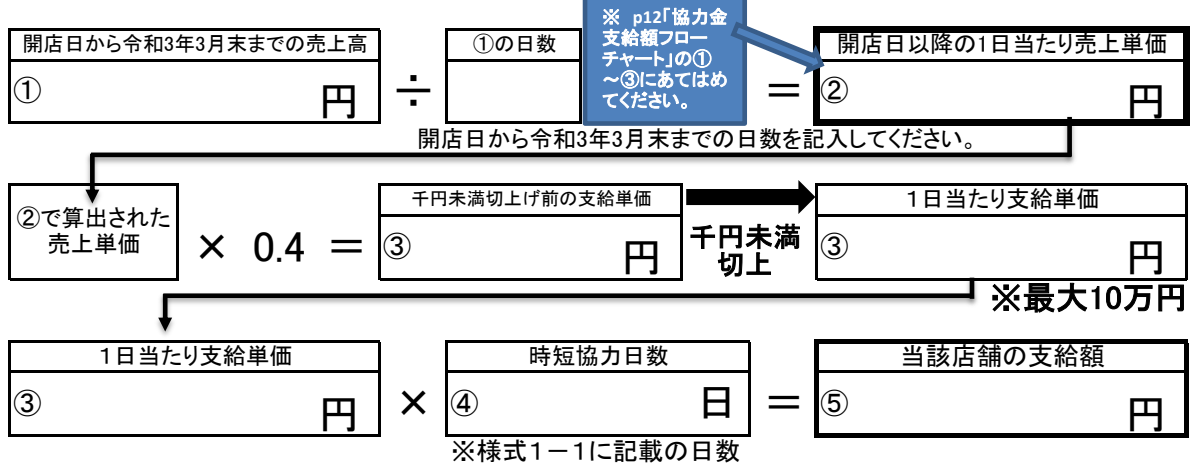 ※ p12「協力金
支給額フロー
チャート」の①
～③にあてはめ
てください。
開店日から令和3年3月末までの売上高
①の日数
開店日以降の1日当たり売上単価
① 円 ÷ ＝ ② 円
開店日から令和3年3月末までの日数を記入してください。
②で算出された
売上単価
× 0.4 ＝
千円未満切上げ前の支給単価
③ 円
千円未満
切上
１日当たり支給単価
③ 円
※最大10万円
１日当たり支給単価
時短協力日数
当該店舗の支給額
③ 円 × ④ 日 ＝ ⑤ 円
※様式１－１に記載の日数